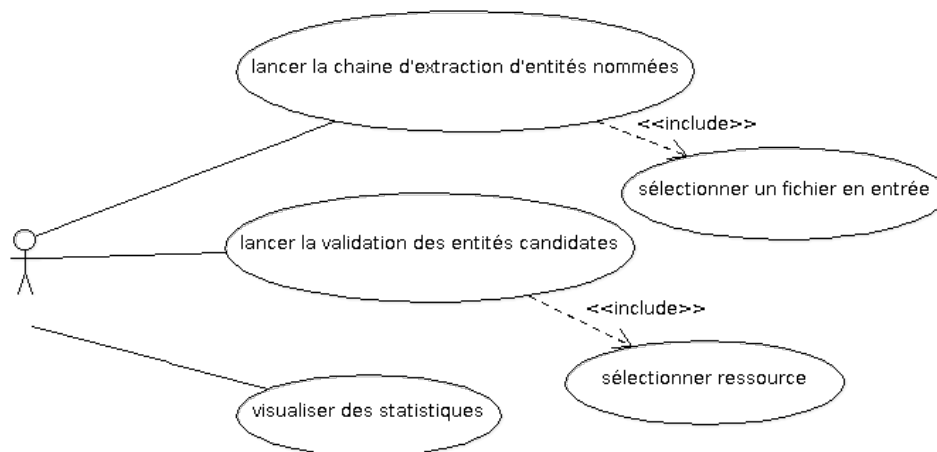 lancer la chaine d'extraction d'entités nommées
<<include>>
sélectionner un fichier en entrée
lancer la validation des entités candidates
<<include>>
sélectionner ressource
visualiser des statistiques